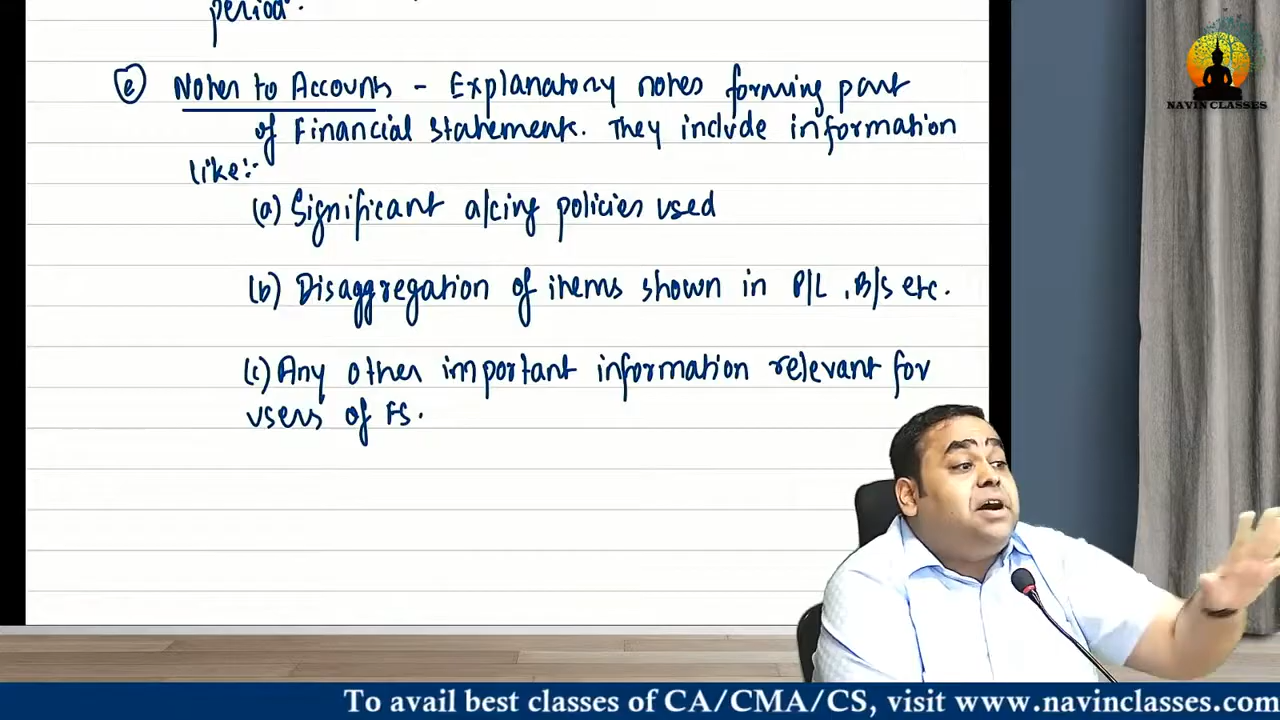 period.
(e) Notes to Accounts - Explanatory notes forming part
of Financial Statements. They include information
like:-
(a) Significant a/cing policies used
(b) Disaggregation of items shown in P/L, B/S etc.
(c) Any other important information relevant for
users of FS.
NAVIN CLASSES
To avail best classes of CA/CMA/CS, visit www.navinclasses.com